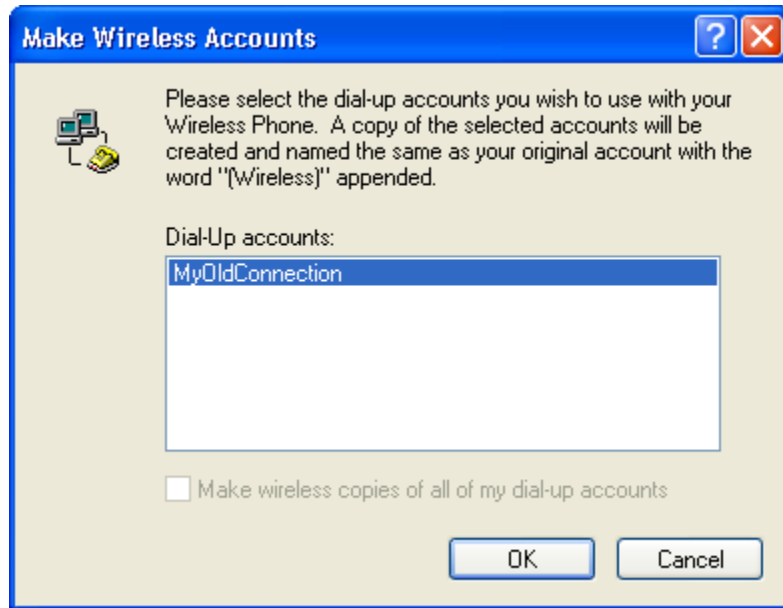 Make Wireless Accounts
Please select the dial-up accounts you wish to use with your
Wireless Phone.  A copy of the selected accounts will be
created and named the same as your original account with the
word "(Wireless)" appended.
Dial-Up accounts:
MyOldConnection
Make wireless copies of all of my dial-up accounts
OK Cancel